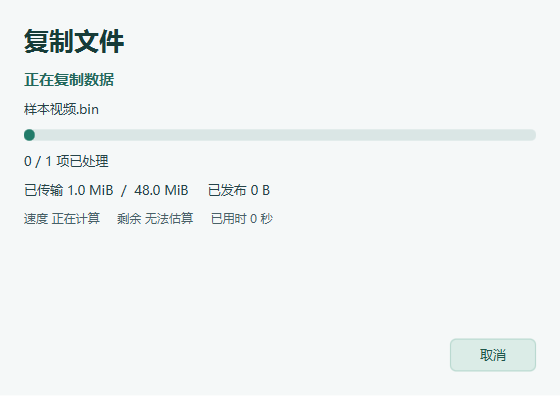 复制文件
正在复制数据
样本视频.bin
0 / 1 项已处理
已传输 1.0 MiB / 48.0 MiB 已发布 0 B
速度 正在计算 剩余 无法估算 已用时 0 秒
取消